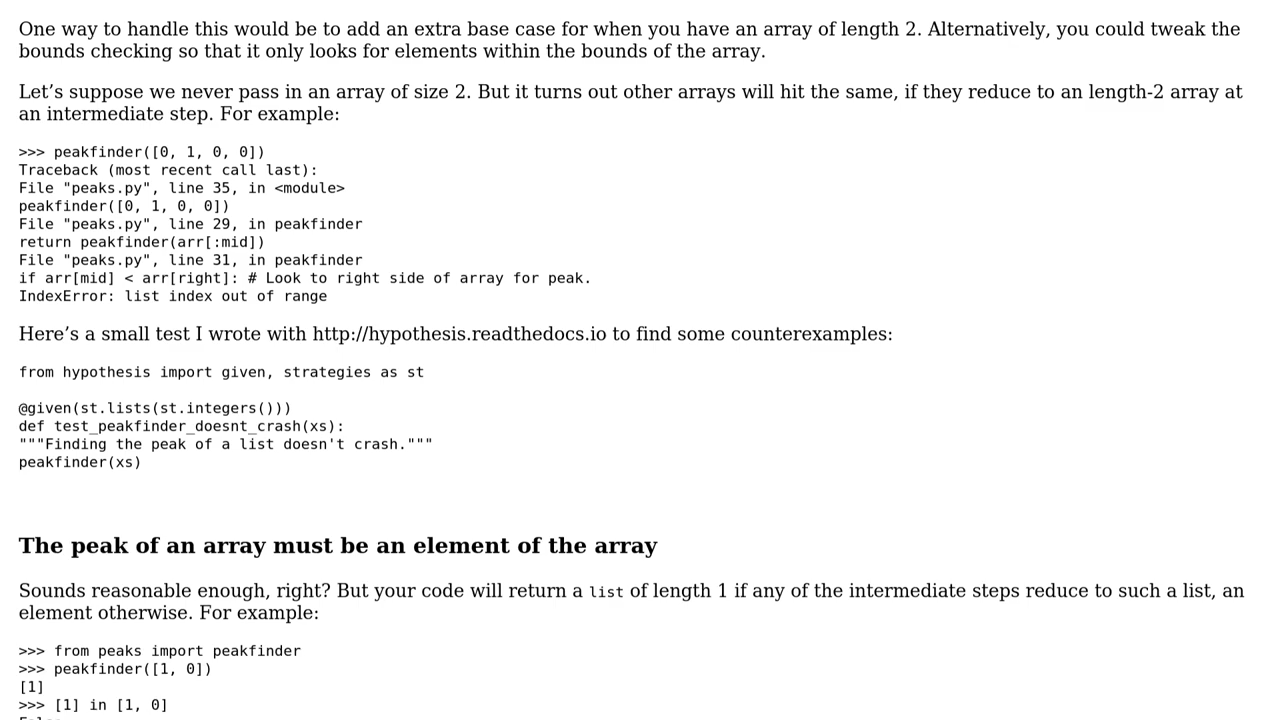 One way to handle this would be to add an extra base case for when you have an array of length 2. Alternatively, you could tweak the
bounds checking so that it only looks for elements within the bounds of the array.
Let’s suppose we never pass in an array of size 2. But it turns out other arrays will hit the same, if they reduce to an length-2 array at
an intermediate step. For example:
>>> peakfinder([0, 1, 0, 0])
Traceback (most recent call last):
File "peaks.py", line 35, in <module>
peakfinder([0, 1, 0, 0])
File "peaks.py", line 29, in peakfinder
return peakfinder(arr[:mid])
File "peaks.py", line 31, in peakfinder
if arr[mid] < arr[right]: # Look to right side of array for peak.
IndexError: list index out of range
Here’s a small test I wrote with http://hypothesis.readthedocs.io to find some counterexamples:
from hypothesis import given, strategies as st
@given(st.lists(st.integers()))
def test_peakfinder_doesnt_crash(xs):
"""Finding the peak of a list doesn't crash."""
peakfinder(xs)
The peak of an array must be an element of the array
Sounds reasonable enough, right? But your code will return a list of length 1 if any of the intermediate steps reduce to such a list, an
element otherwise. For example:
>>> from peaks import peakfinder
>>> peakfinder([1, 0])
[1]
>>> [1] in [1, 0]